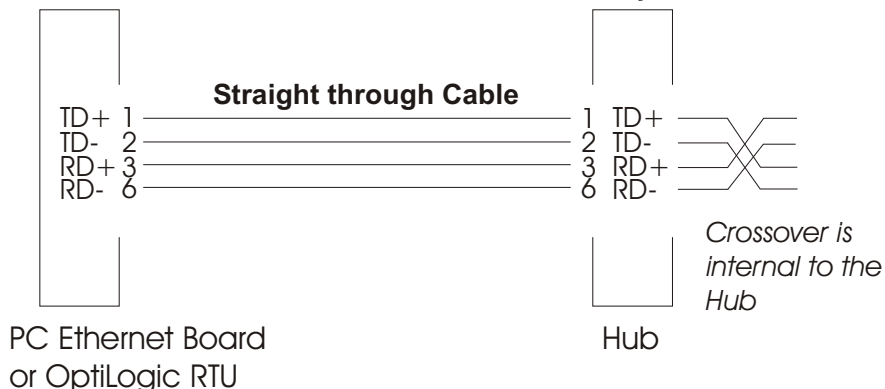 Straight through Cable
TD+ 1 1 TD+
TD- 2 2 TD-
RD+ 3 3 RD+
RD- 6 6 RD-
Crossover is
internal to the
Hub
PC Ethernet Board
or OptiLogic RTU
Hub